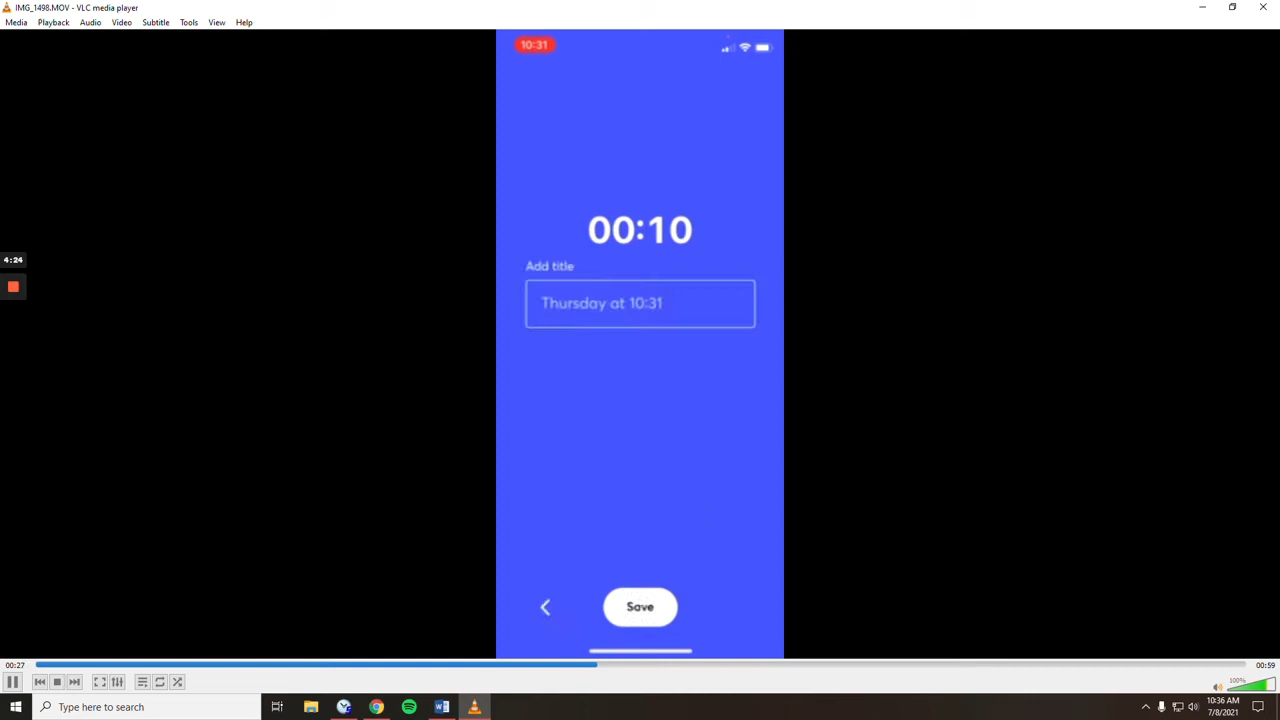 IMG_1498.MOV - VLC media player
Media Playback Audio Video Subtitle Tools View Help
10:31
00:10
4:24
Add title
Thursday at 10:31
Save
00:27
00:59
100%
Type here to search
10:36 AM
7/8/2021